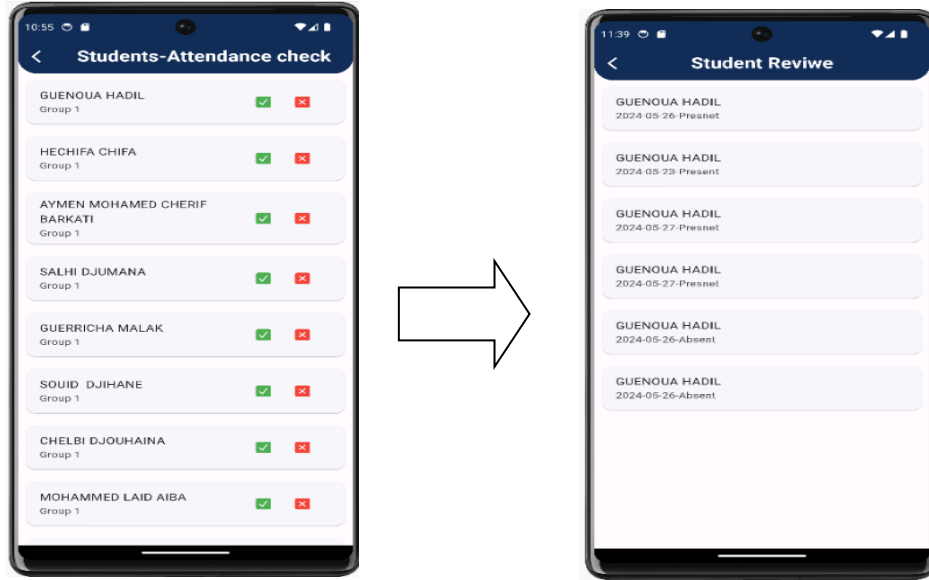 10:55
Students-Attendance check
GUENOUA HADIL
Group 1
HECHIFA CHIFA
Group 1
AYMEN MOHAMED CHERIF
BARKATI
Group 1
SALHI DJUMANA
Group 1
GUERRICHA MALAK
Group 1
SOUID DJIHANE
Group 1
CHELBI DJOUHAINA
Group 1
MOHAMMED LAID AIBA
Group 1
11:39
Student Reviwe
GUENOUA HADIL
2024-05-26-Presnet
GUENOUA HADIL
2024-05-23-Present
GUENOUA HADIL
2024-05-27-Presnet
GUENOUA HADIL
2024-05-27-Presnet
GUENOUA HADIL
2024-05-26-Absent
GUENOUA HADIL
2024-05-26-Absent